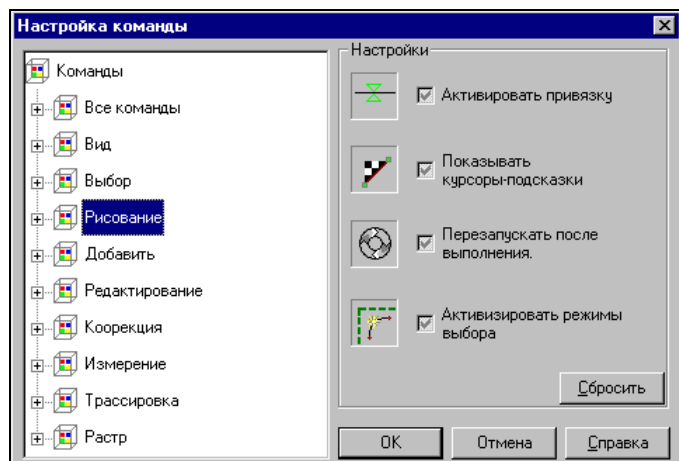 Настройка команды
Команды
Все команды
Вид
Выбор
Рисование
Добавить
Редактирование
Коорекция
Измерение
Трассировка
Растр
Настройки
Активировать привязку
Показывать
курсоры-подсказки
Перезапускать после
выполнения.
Активизировать режимы
выбора
Сбросить
OK
Отмена
Справка